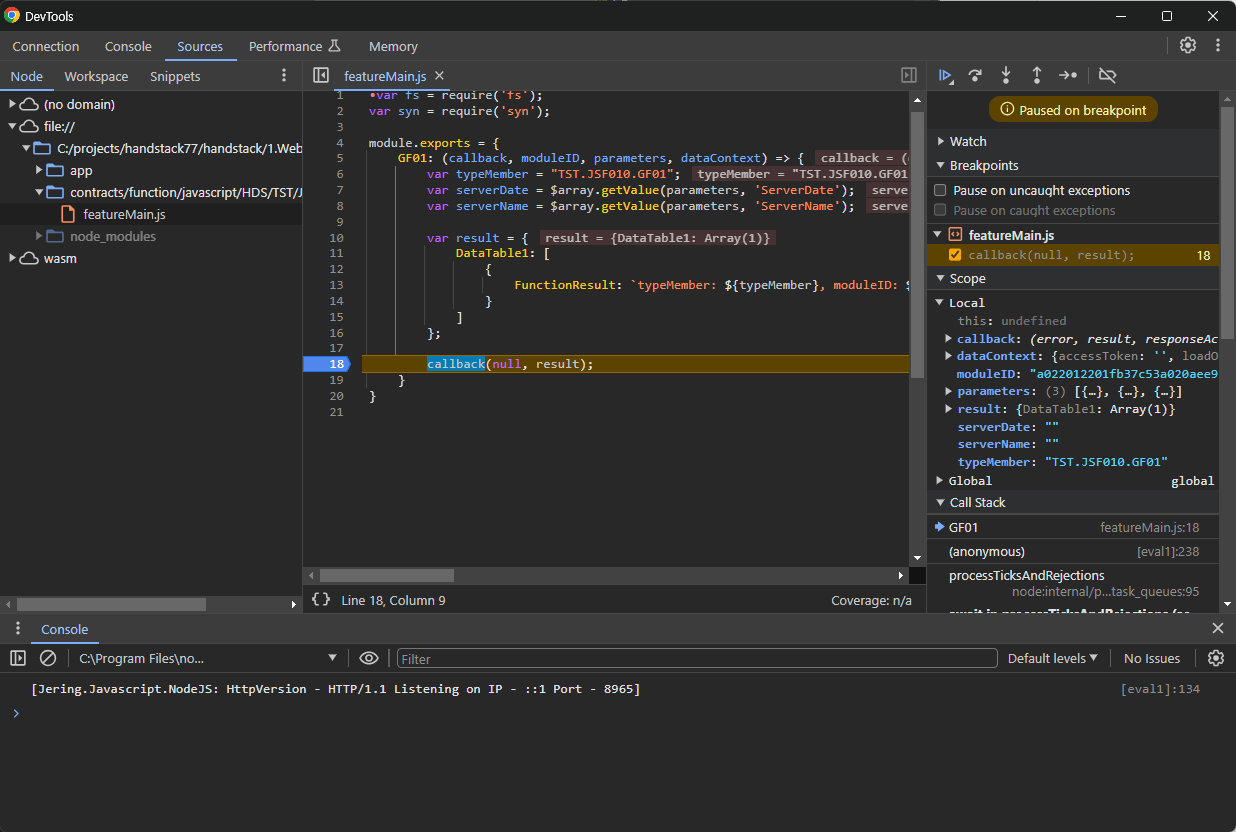 DevTools
Connection Console Sources Performance Memory
Node Workspace Snippets
featureMain.js
(no domain)
file://
C:/projects/handstack77/handstack/1.Web
app
contracts/function/javascript/HDS/TST/J
featureMain.js
node_modules
wasm
1 var fs = require('fs');
2 var syn = require('syn');
3
4 module.exports = {
5 GF01: (callback, moduleID, parameters, dataContext) => { callback = (
6 var typeMember = "TST.JSF010.GF01"; typeMember = "TST.JSF010.GF01
7 var serverDate = $array.getValue(parameters, 'ServerDate'); serve
8 var serverName = $array.getValue(parameters, 'ServerName'); serve
9
10 var result = { result = {DataTable1: Array(1)}
11 DataTable1: [
12 {
13 FunctionResult: `typeMember: ${typeMember}, moduleID: $
14 }
15 ]
16 };
17
18 callback(null, result);
19 }
20 }
21
{} Line 18, Column 9 Coverage: n/a
Paused on breakpoint
Watch
Breakpoints
Pause on uncaught exceptions
Pause on caught exceptions
featureMain.js
callback(null, result); 18
Scope
Local
this: undefined
callback: (error, result, responseAc
dataContext: {accessToken: '', loadO
moduleID: "a022012201fb37c53a020aee9
parameters: (3) [{…}, {…}, {…}]
result: {DataTable1: Array(1)}
serverDate: ""
serverName: ""
typeMember: "TST.JSF010.GF01"
Global global
Call Stack
GF01 featureMain.js:18
(anonymous) [eval1]:238
processTicksAndRejections
node:internal/p…task_queues:95
Console
C:\Program Files\no... Filter Default levels No Issues
[Jering.Javascript.NodeJS: HttpVersion - HTTP/1.1 Listening on IP - ::1 Port - 8965] [eval1]:134
>